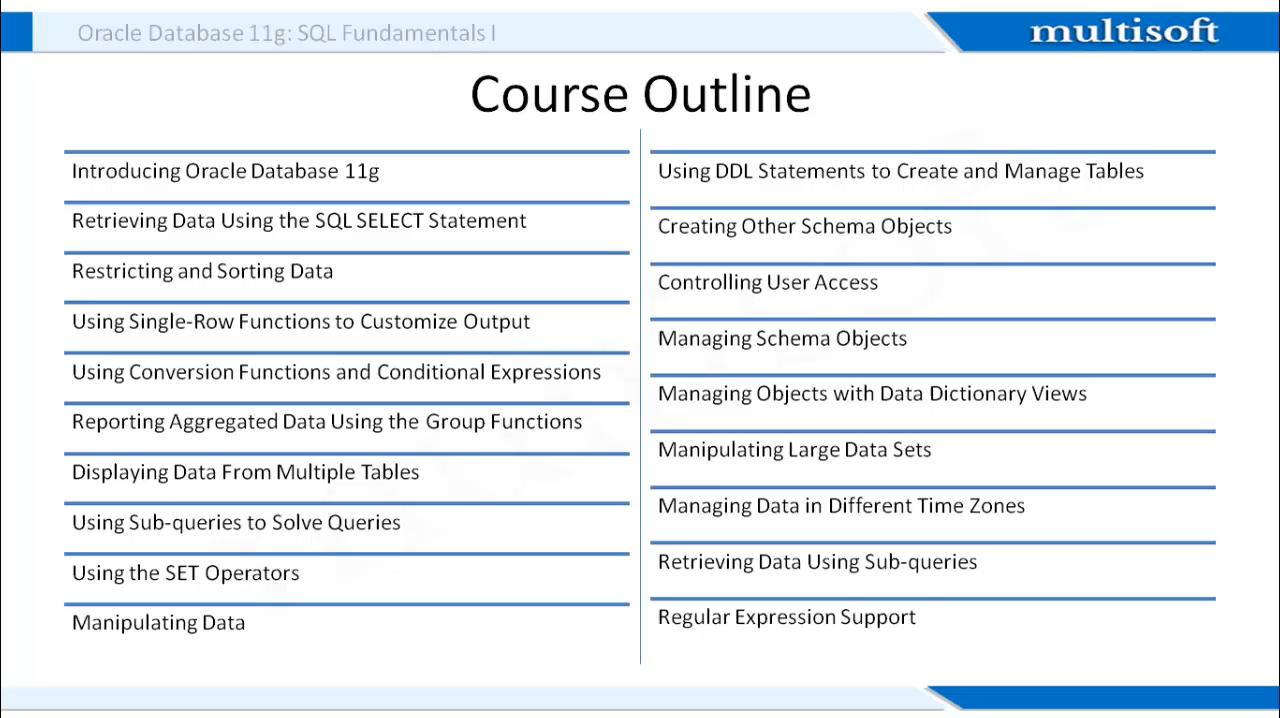 Oracle Database 11g: SQL Fundamentals I
multisoft
Course Outline
Introducing Oracle Database 11g
Retrieving Data Using the SQL SELECT Statement
Restricting and Sorting Data
Using Single-Row Functions to Customize Output
Using Conversion Functions and Conditional Expressions
Reporting Aggregated Data Using the Group Functions
Displaying Data From Multiple Tables
Using Sub-queries to Solve Queries
Using the SET Operators
Manipulating Data
Using DDL Statements to Create and Manage Tables
Creating Other Schema Objects
Controlling User Access
Managing Schema Objects
Managing Objects with Data Dictionary Views
Manipulating Large Data Sets
Managing Data in Different Time Zones
Retrieving Data Using Sub-queries
Regular Expression Support